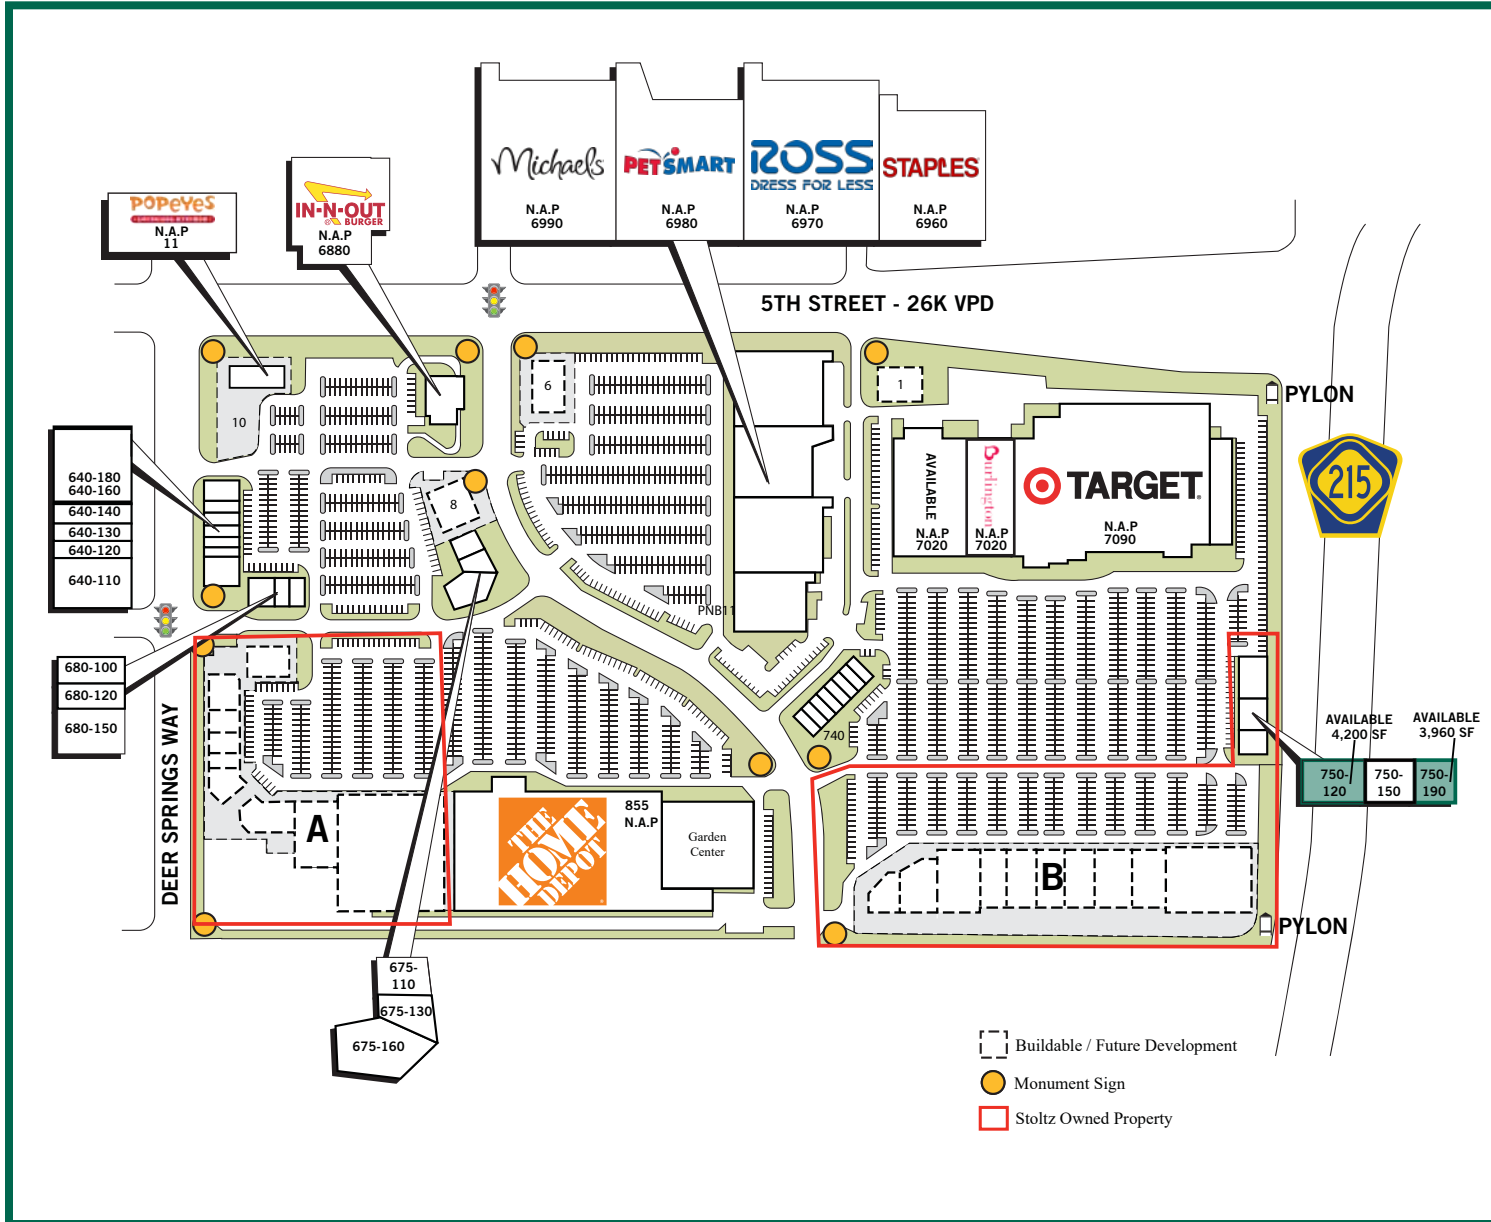 Michaels
N.A.P
6990
PETSMART
N.A.P
6980
ROSS
DRESS FOR LESS
N.A.P
6970
STAPLES
N.A.P
6960
POPEYES
N.A.P
11
IN-N-OUT
BURGER
N.A.P
6880
5TH STREET - 26K VPD
PYLON
10
6
1
8
640-180
640-160
640-140
640-130
640-120
640-110
AVAILABLE
N.A.P
7020
Burlington
N.A.P
7020
TARGET
N.A.P
7090
215
PNB11
680-100
680-120
680-150
DEER SPRINGS WAY
740
AVAILABLE
4,200 SF
AVAILABLE
3,960 SF
750-
120
750-
150
750-
190
A
THE
HOME
DEPOT
855
N.A.P
Garden
Center
B
PYLON
675-
110
675-130
675-160
Buildable / Future Development
Monument Sign
Stoltz Owned Property